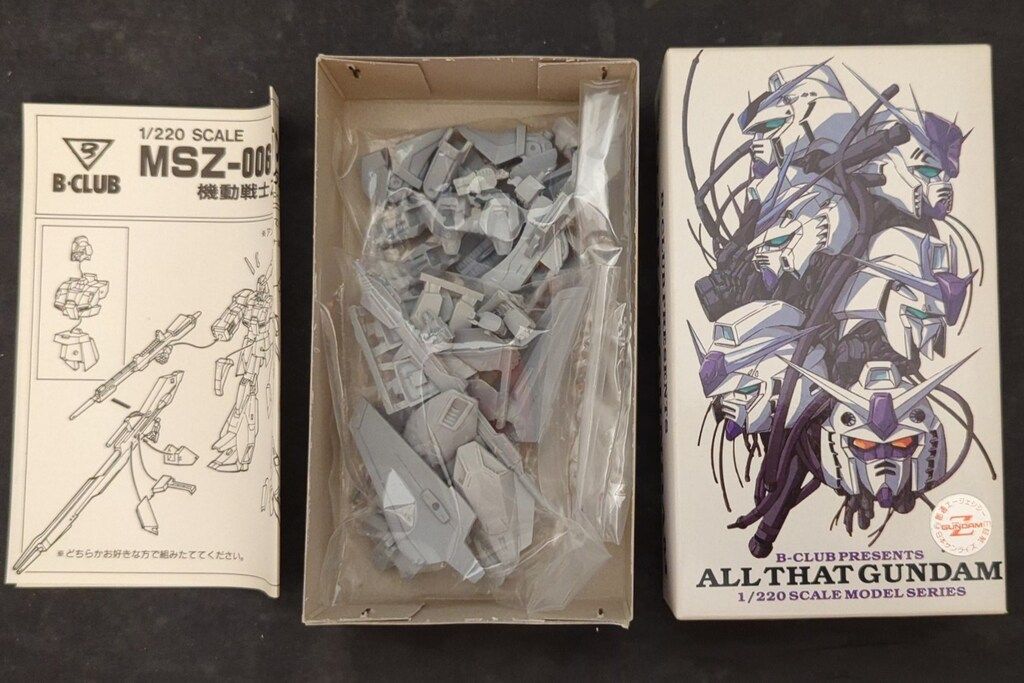 1/220 SCALE
MSZ-006
B-CLUB
機動戦士
※どちらかお好きな方で組みたててください。
GUNDAM
B-CLUB PRESENTS
ALL THAT GUNDAM
1/220 SCALE MODEL SERIES